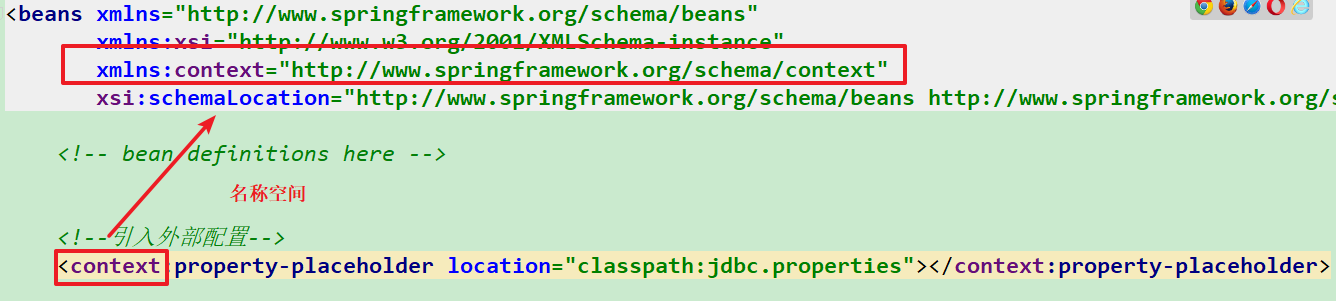 <beans xmlns="http://www.springframework.org/schema/beans"
xmlns:xsi="http://www.w3.org/2001/XMLSchema-instance"
xmlns:context="http://www.springframework.org/schema/context"
xsi:schemaLocation="http://www.springframework.org/schema/beans http://www.springframework.org/s
<!-- bean definitions here -->
名称空间
<!--引入外部配置-->
<context:property-placeholder location="classpath:jdbc.properties"></context:property-placeholder>